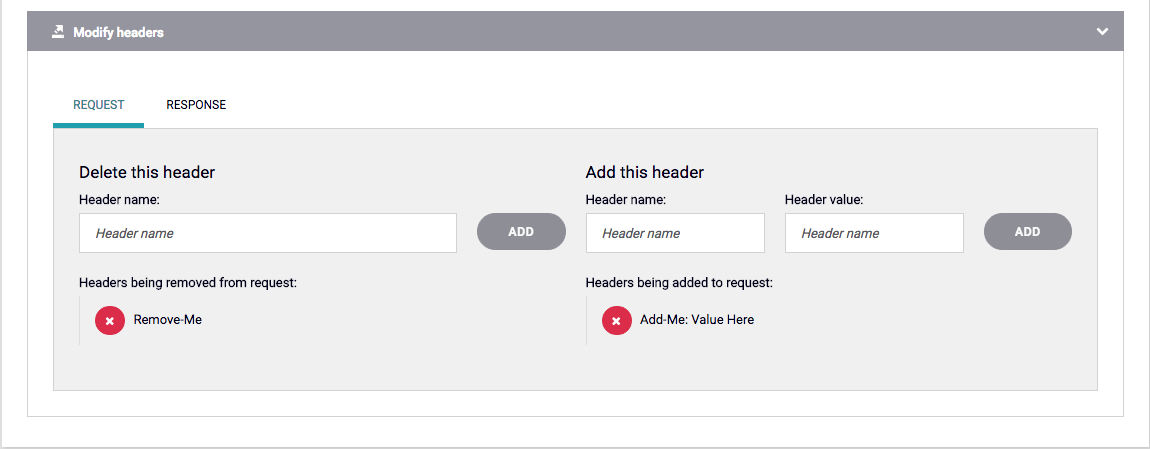 Modify headers
REQUEST RESPONSE
Delete this header
Header name:
Header name
ADD
Headers being removed from request:
Remove-Me
Add this header
Header name: Header value:
Header name Header name
ADD
Headers being added to request:
Add-Me: Value Here